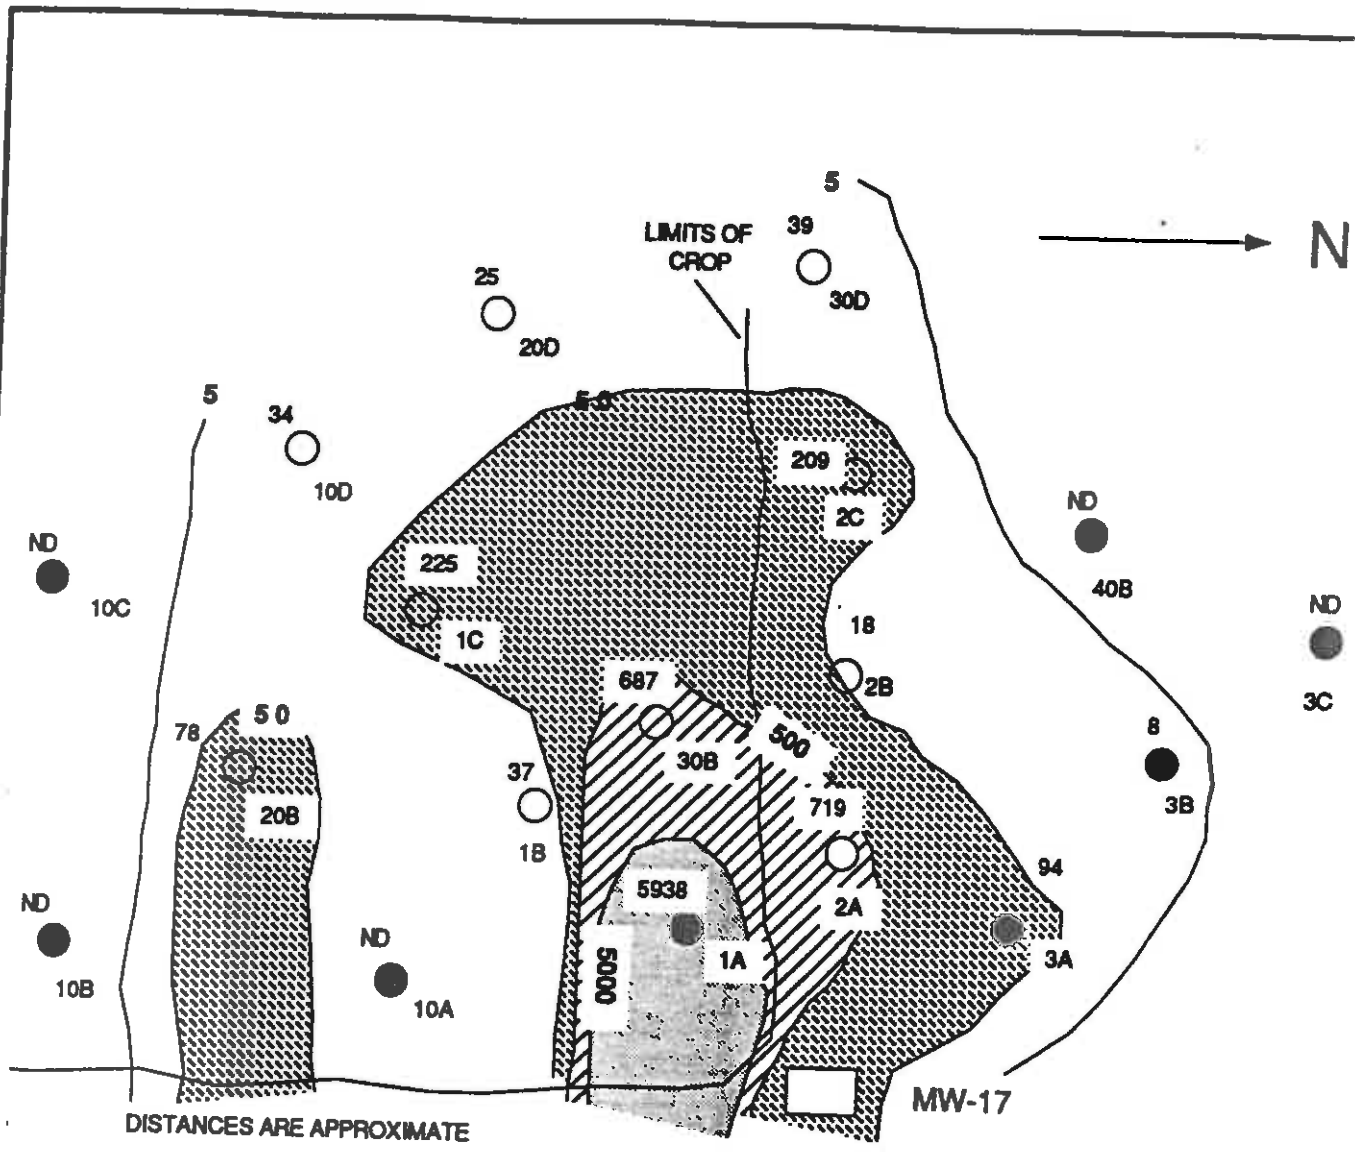 5
39
LIMITS OF
CROP
N
30D
25
20D
5
34
50
10D
209
2C
ND
40B
ND
10C
225
1C
18
ND
3C
687
2B
78
50
500
8
37
30B
3B
20B
719
1B
94
ND
5938
2A
ND
1A
3A
10B
10A
5000
MW-17
DISTANCES ARE APPROXIMATE